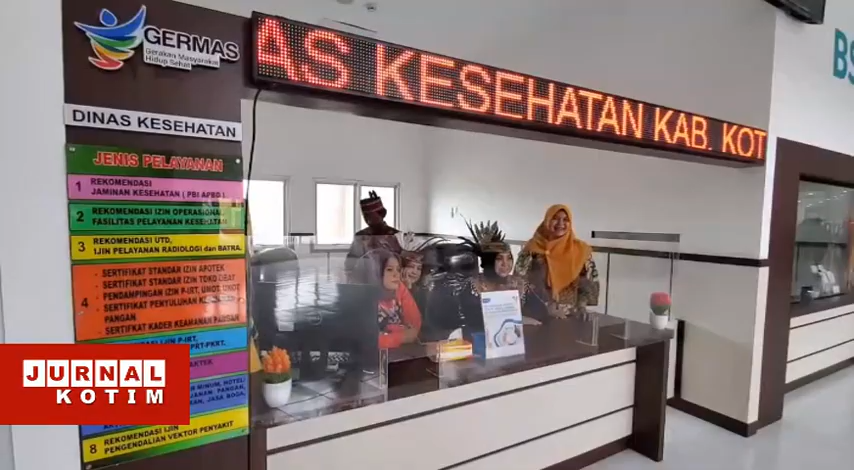 GERMAS
Gerakan Masyarakat
Hidup Sehat
AS KESEHATAN KAB. KOT
BS
DINAS KESEHATAN
JENIS PELAYANAN
1 REKOMENDASI
JAMINAN KESEHATAN ( PBI APBD )
2 REKOMENDASI IZIN OPERASIONAL
FASILITAS PELAYANAN KESEHATAN
3 REKOMENDASI UTD,
IJIN PELAYANAN RADIOLOGI dan BATRA.
4
- SERTIFIKAT STANDAR IZIN APOTEK
- SERTIFIKAT STANDAR IZIN TOKO OBAT
- PENDAMPINGAN IZIN P-IRT, UMOT, UKOT
- SERTIFIKAT PENYULUHAN KEAMANAN
PANGAN
- SERTIFIKAT KADER KEAMANAN PANGAN
8 REKOMENDASI IJIN
PENGENDALIAN VEKTOR PENYAKIT
JURNAL
KOTIM